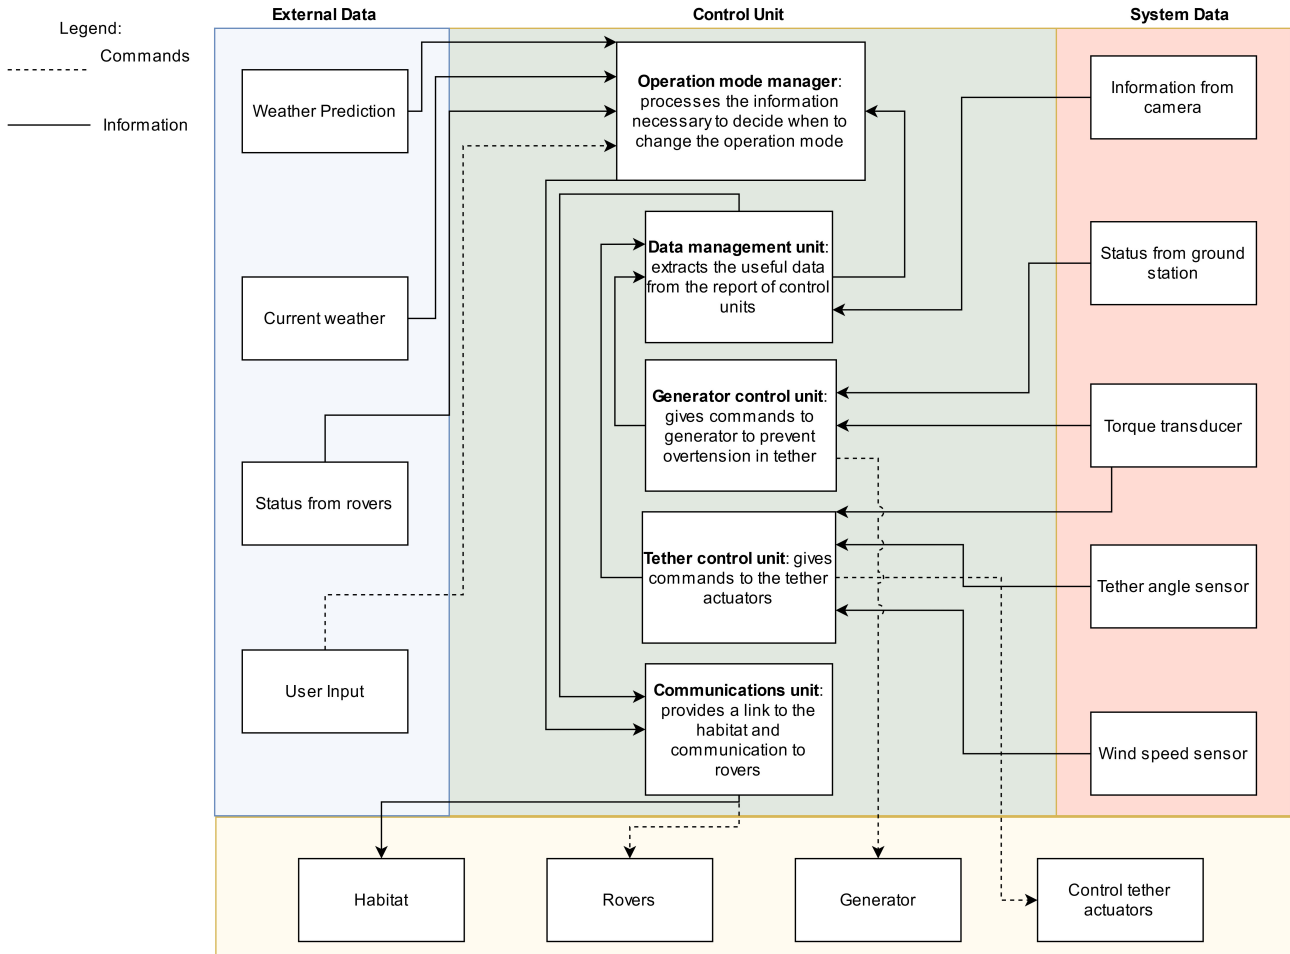 External Data
Control Unit
System Data
Legend:
Commands
Information
Weather Prediction
Current weather
Status from rovers
User Input
Operation mode manager:
processes the information
necessary to decide when to
change the operation mode
Data management unit:
extracts the useful data
from the report of control
units
Generator control unit:
gives commands to
generator to prevent
overtension in tether
Tether control unit: gives
commands to the tether
actuators
Communications unit:
provides a link to the
habitat and
communication to
rovers
Information from
camera
Status from ground
station
Torque transducer
Tether angle sensor
Wind speed sensor
Habitat
Rovers
Generator
Control tether
actuators